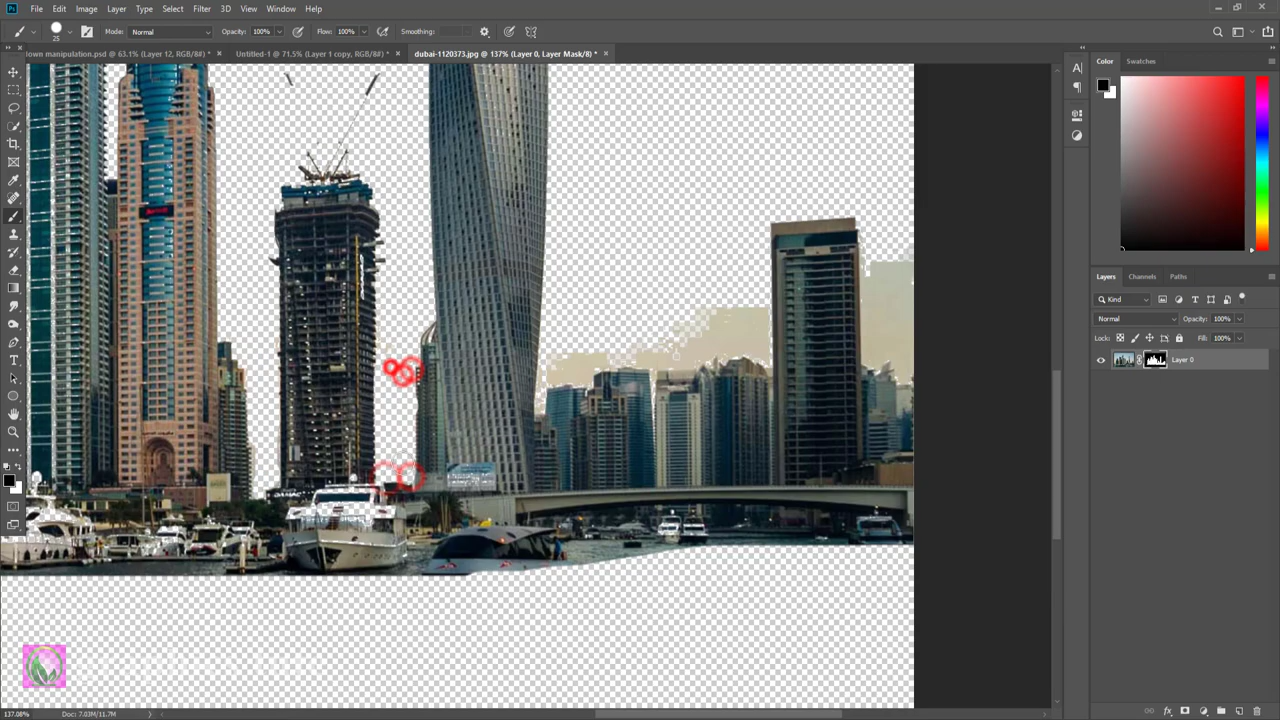 File Edit Image Layer Type Select Filter 3D View Window Help
25 Mode: Normal Opacity: 100% Flow: 100% Smoothing:
own manipulation.psd @ 63.1% (Layer 12, RGB/8#) * × Untitled-1 @ 71.5% (Layer 1 copy, RGB/8#) * × dubai-1120373.jpg @ 137% (Layer 0, Layer Mask/8) * ×
Color Swatches
Layers Channels Paths
Kind
Normal Opacity: 100%
Lock: Fill: 100%
Layer 0
137.08% Doc: 7.03M/11.7M